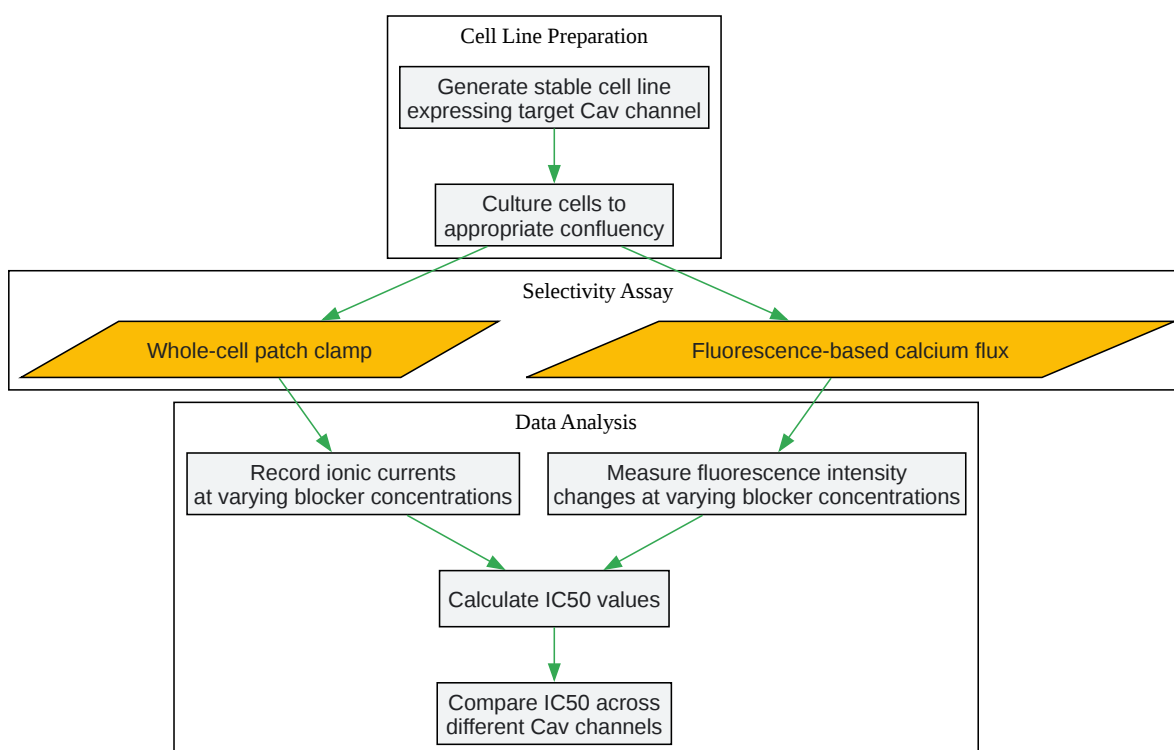 Cell Line Preparation
Generate stable cell line
expressing target Cav channel
Culture cells to
appropriate confluency
Selectivity Assay
Whole-cell patch clamp
Fluorescence-based calcium flux
Data Analysis
Record ionic currents
at varying blocker concentrations
Measure fluorescence intensity
changes at varying blocker concentrations
Calculate IC50 values
Compare IC50 across
different Cav channels